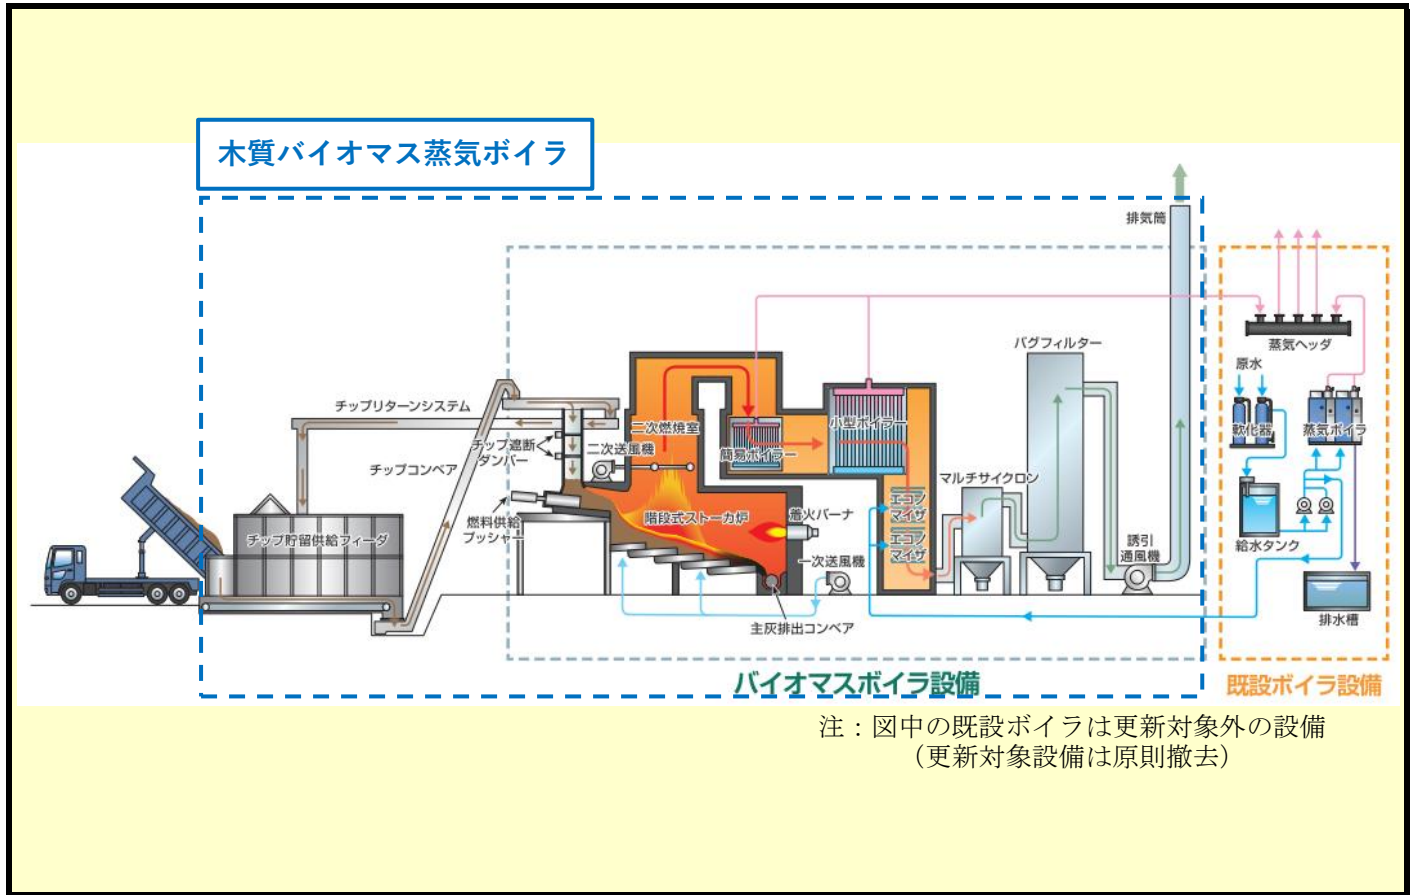 木質バイオマス蒸気ボイラ
排気筒
バグフィルター
蒸気ヘッダ
原水
チップリターンシステム
二次燃焼室
小型ボイラー
軟化器
蒸気ボイラ
チップ遮断
ダンパー
二次送風機
簡易ボイラー
チップコンベア
マルチサイクロン
エコノ
マイザ
燃料供給
プッシャー
階段式ストーカ炉
着火バーナ
チップ貯留供給フィーダ
エコノ
マイザ
誘引
通風機
給水タンク
一次送風機
主灰排出コンベア
排水槽
バイオマスボイラ設備
既設ボイラ設備
注：図中の既設ボイラは更新対象外の設備
（更新対象設備は原則撤去）